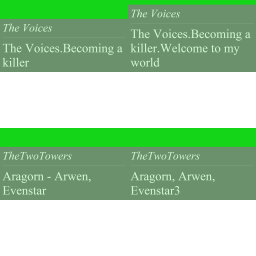 The Voices
The Voices.Becoming a
killer
The Voices
The Voices.Becoming a
killer.Welcome to my
world
TheTwoTowers
Aragorn - Arwen,
Evenstar
TheTwoTowers
Aragorn, Arwen,
Evenstar3